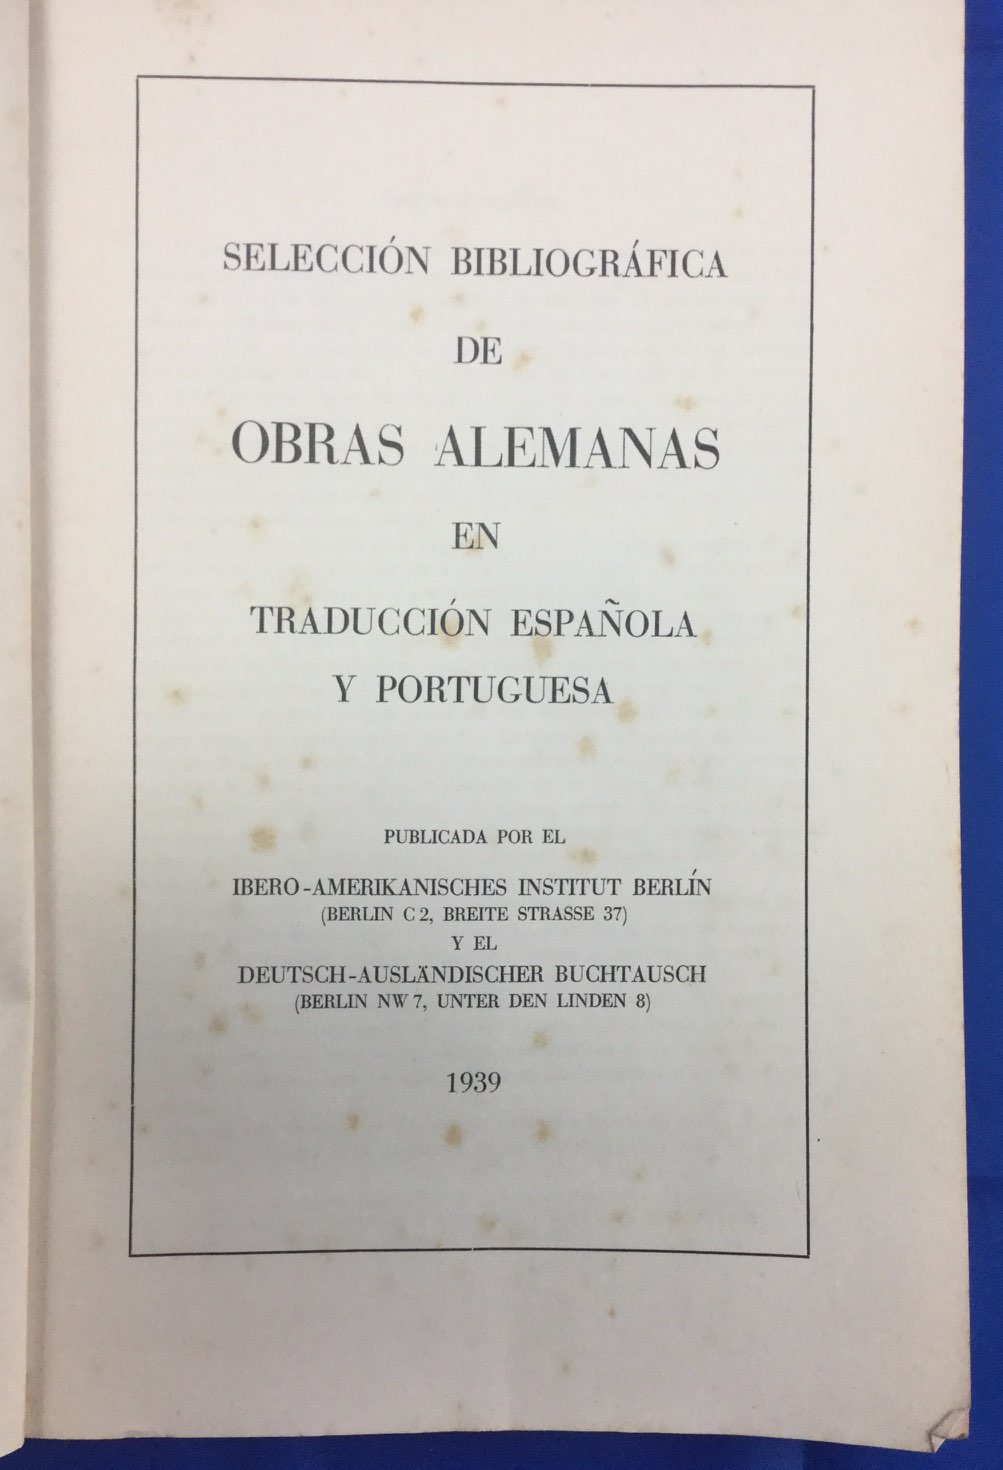 SELECCIÓN BIBLIOGRÁFICA
DE
OBRAS ALEMANAS
EN
TRADUCCIÓN ESPAÑOLA
Y PORTUGUESA
PUBLICADA POR EL
IBERO-AMERIKANISCHES INSTITUT BERLÍN
(BERLIN C 2, BREITE STRASSE 37)
Y EL
DEUTSCH-AUSLÄNDISCHER BUCHTAUSCH
(BERLIN NW 7, UNTER DEN LINDEN 8)
1939